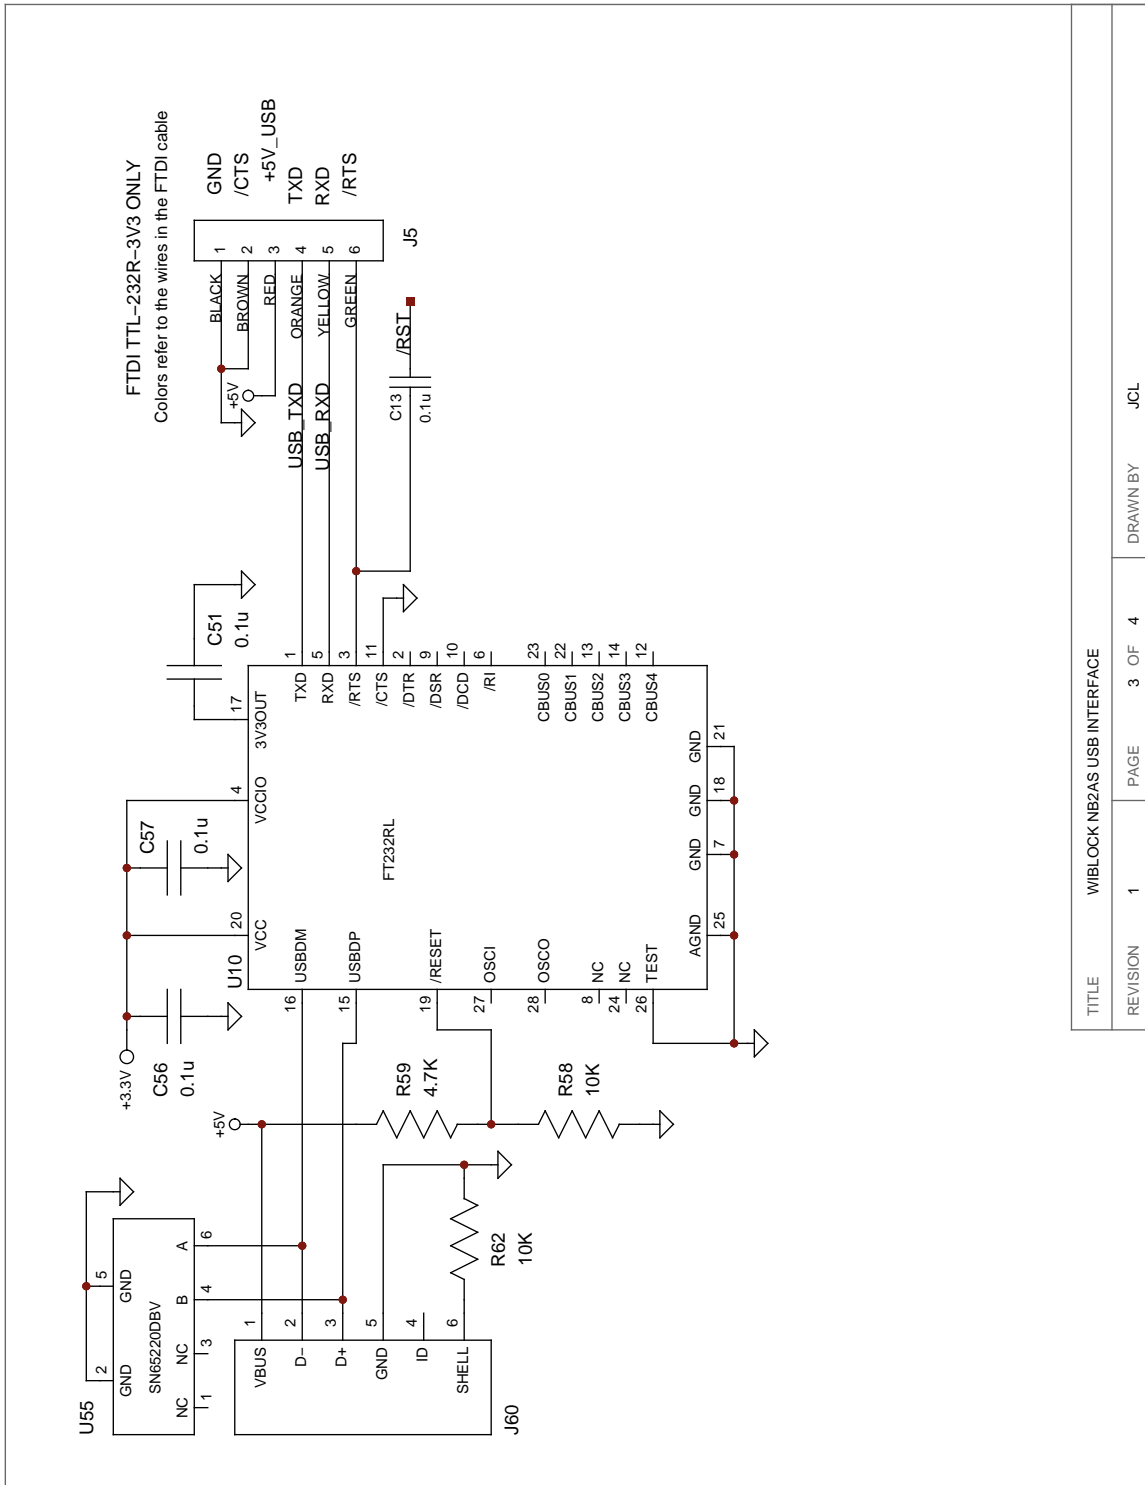 FTDI TTL–232R–3V3 ONLY
Colors refer to the wires in the FTDI cable
GND
/CTS
+5V_USB
TXD
RXD
/RTS
J5
1
2
3
4
5
6
BLACK
BROWN
RED
ORANGE
YELLOW
GREEN
+5V
USB_TXD
USB_RXD
/RST
C13
0.1u
C51
0.1u
C57
0.1u
C56
0.1u
+3.3V
U10
FT232RL
17
3V3OUT
4
VCCIO
20
VCC
1
TXD
5
RXD
3
/RTS
11
/CTS
2
/DTR
9
/DSR
10
/DCD
6
/RI
23
CBUS0
22
CBUS1
13
CBUS2
14
CBUS3
12
CBUS4
16
USBDM
15
USBDP
19
/RESET
27
OSCI
28
OSCO
8
NC
24
NC
26
TEST
25
AGND
7
GND
18
GND
21
GND
+5V
R59
4.7K
R58
10K
R62
10K
U55
SN65220DBV
2
GND
5
GND
1
NC
3
NC
4
B
6
A
J60
1
VBUS
2
D–
3
D+
5
GND
4
ID
6
SHELL
TITLE WIBLOCK NB2AS USB INTERFACE
REVISION 1 PAGE 3 OF 4 DRAWN BY JCL